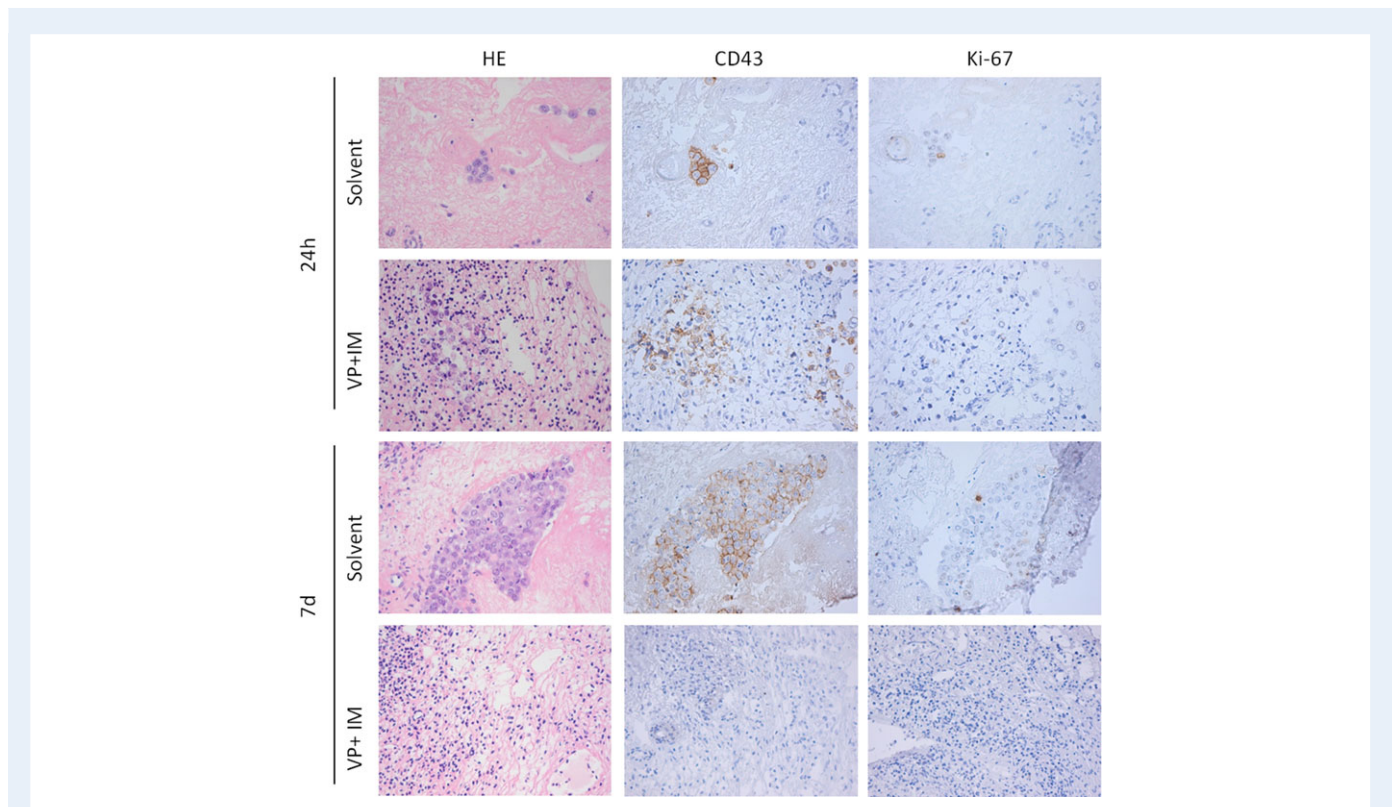 HE CD43 Ki-67
24h
Solvent
VP+IM
7d
Solvent
VP+ IM